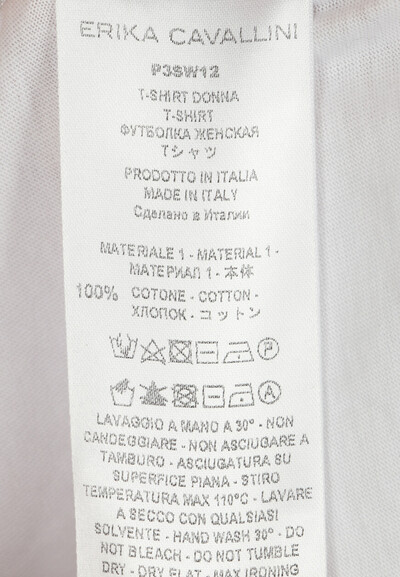 ERIKA CAVALLINI
P3SW12
T-SHIRT DONNA
T-SHIRT
ФУТБОЛКА ЖЕНСКАЯ
Tシャツ
PRODOTTO IN ITALIA
MADE IN ITALY
Сделано в Италии
MATERIALE 1 - MATERIAL 1 -
МАТЕРИАЛ 1 - 本体
100% COTONE - COTTON -
ХЛОПОК - コットン
P
A
LAVAGGIO A MANO A 30° - NON
CANDEGGIARE - NON ASCIUGARE A
TAMBURO - ASCIUGATURA SU
SUPERFICE PIANA - STIRO
TEMPERATURA MAX 110°C - LAVARE
A SECCO CON QUALSIASI
SOLVENTE - HAND WASH 30° - DO
NOT BLEACH - DO NOT TUMBLE
DRY - DRY FLAT - MAX IRONING